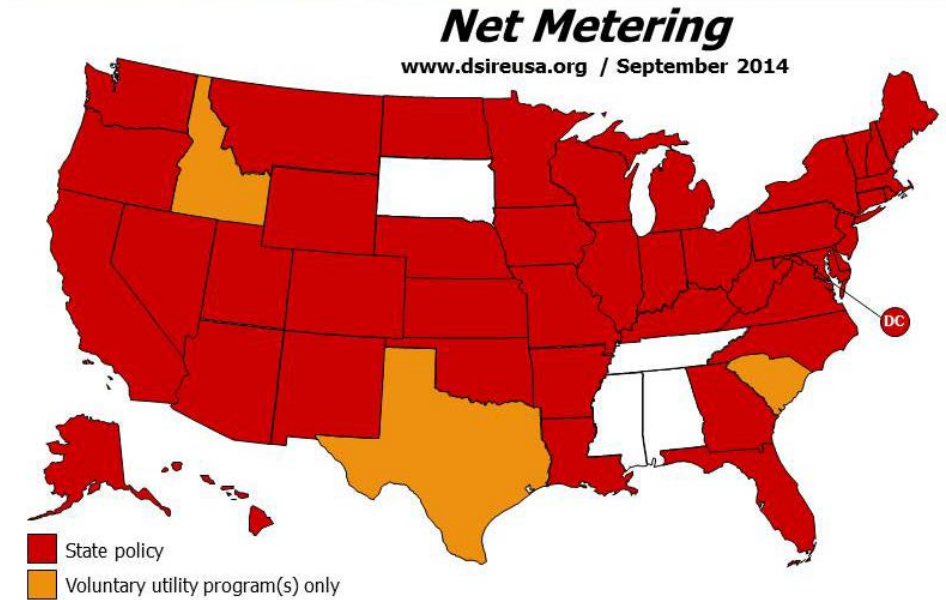 Net Metering
www.dsireusa.org / September 2014
DC
State policy
Voluntary utility program(s) only